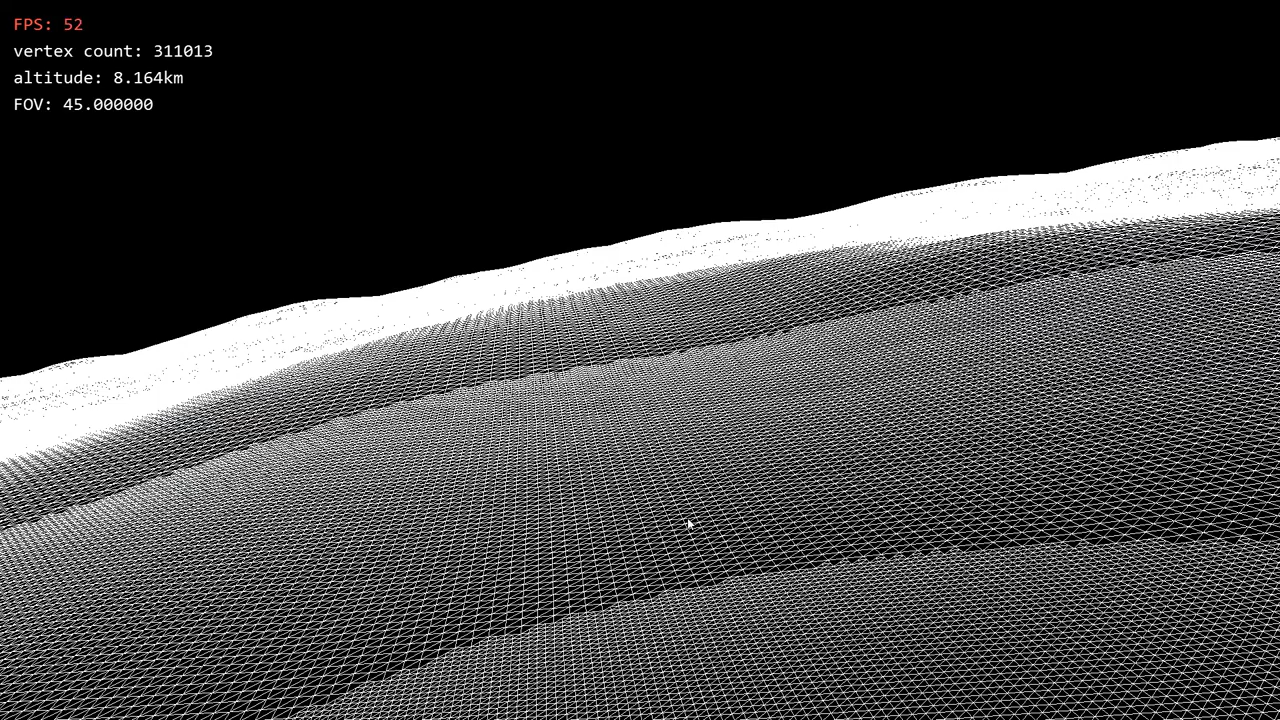 FPS: 52
vertex count: 311013
altitude: 8.164km
FOV: 45.000000